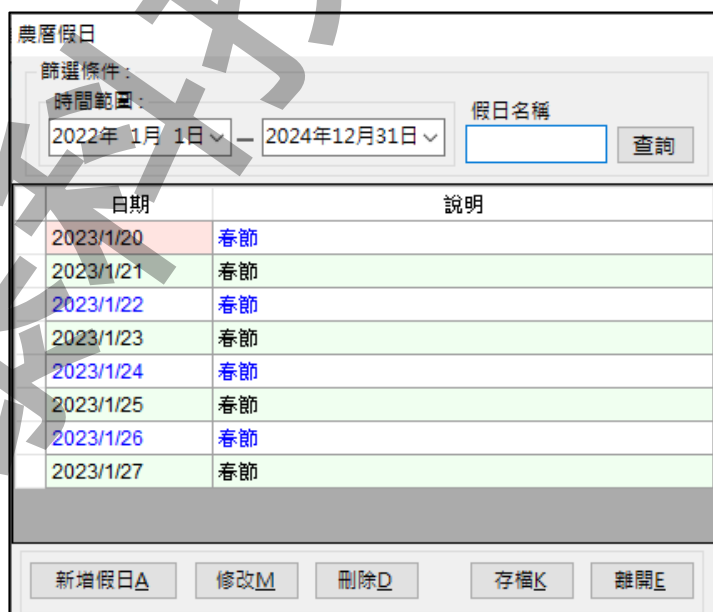 農曆假日
篩選條件 :
時間範圍 :
假日名稱
2022年 1月 1日 — 2024年12月31日 查詢
日期 說明
2023/1/20 春節
2023/1/21 春節
2023/1/22 春節
2023/1/23 春節
2023/1/24 春節
2023/1/25 春節
2023/1/26 春節
2023/1/27 春節
新增假日A 修改M 刪除D 存檔K 離開E